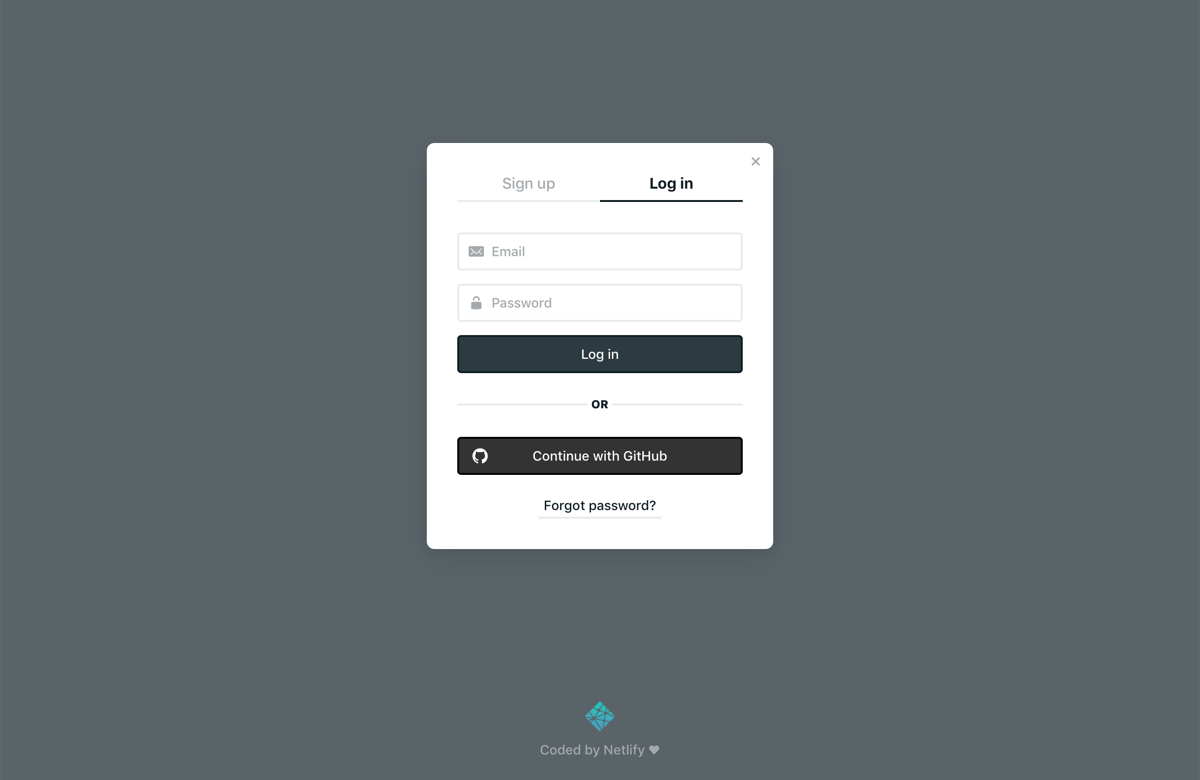 Sign up
Log in
Email
Password
Log in
OR
Continue with GitHub
Forgot password?
Coded by Netlify